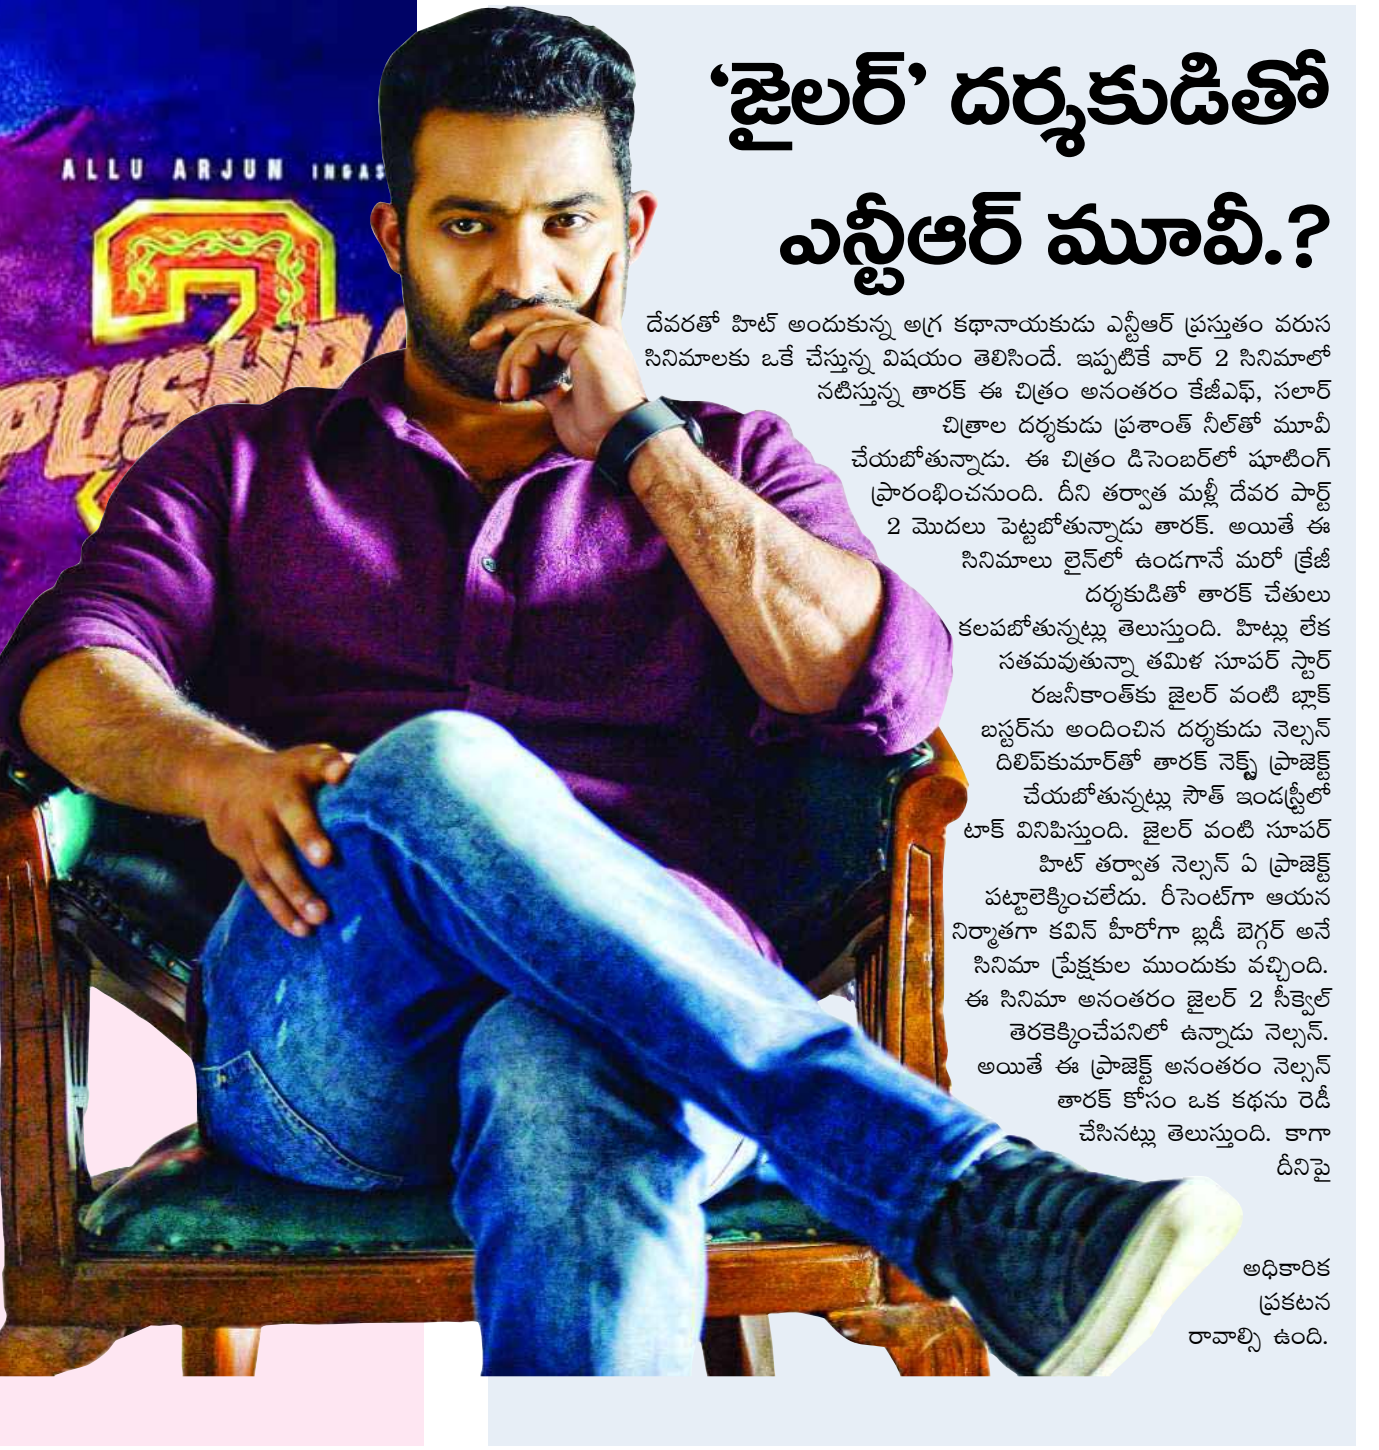 ALLU ARJUN IN & AS
2
PUSHPA
‘జైలర్’ దర్శకుడితో
ఎన్టీఆర్ మూవీ.?
దేవరతో హిట్ అందుకున్న అగ్ర కథానాయకుడు ఎన్టీఆర్ ప్రస్తుతం వరుస
సినిమాలకు ఒకే చేస్తున్న విషయం తెలిసిందే. ఇప్పటికే వార్ 2 సినిమాలో
నటిస్తున్న తారక్ ఈ చిత్రం అనంతరం కేజీఎఫ్, సలార్
చిత్రాల దర్శకుడు ప్రశాంత్ నీల్‌తో మూవీ
చేయబోతున్నాడు. ఈ చిత్రం డిసెంబర్‌లో షూటింగ్
ప్రారంభించనుంది. దీని తర్వాత మళ్లీ దేవర పార్ట్
2 మొదలు పెట్టబోతున్నాడు తారక్. అయితే ఈ
సినిమాలు లైన్‌లో ఉండగానే మరో క్రేజీ
దర్శకుడితో తారక్ చేతులు
కలపబోతున్నట్లు తెలుస్తుంది. హిట్లు లేక
సతమవుతున్నా తమిళ సూపర్ స్టార్
రజనీకాంత్‌కు జైలర్ వంటి బ్లాక్
బస్టర్‌ను అందించిన దర్శకుడు నెల్సన్
దిలిప్‌కుమార్‌తో తారక్ నెక్స్ట్ ప్రాజెక్ట్
చేయబోతున్నట్లు సౌత్ ఇండస్ట్రీలో
టాక్ వినిపిస్తుంది. జైలర్ వంటి సూపర్
హిట్ తర్వాత నెల్సన్ ఏ ప్రాజెక్ట్
పట్టాలెక్కించలేదు. రీసెంట్‌గా ఆయన
నిర్మాతగా కవిన్ హీరోగా బ్లడీ బెగ్గర్ అనే
సినిమా ప్రేక్షకుల ముందుకు వచ్చింది.
ఈ సినిమా అనంతరం జైలర్ 2 సీక్వెల్
తెరకెక్కించేపనిలో ఉన్నాడు నెల్సన్.
అయితే ఈ ప్రాజెక్ట్ అనంతరం నెల్సన్
తారక్ కోసం ఒక కథను రెడీ
చేసినట్లు తెలుస్తుంది. కాగా
దీనిపై
అధికారిక
ప్రకటన
రావాల్సి ఉంది.